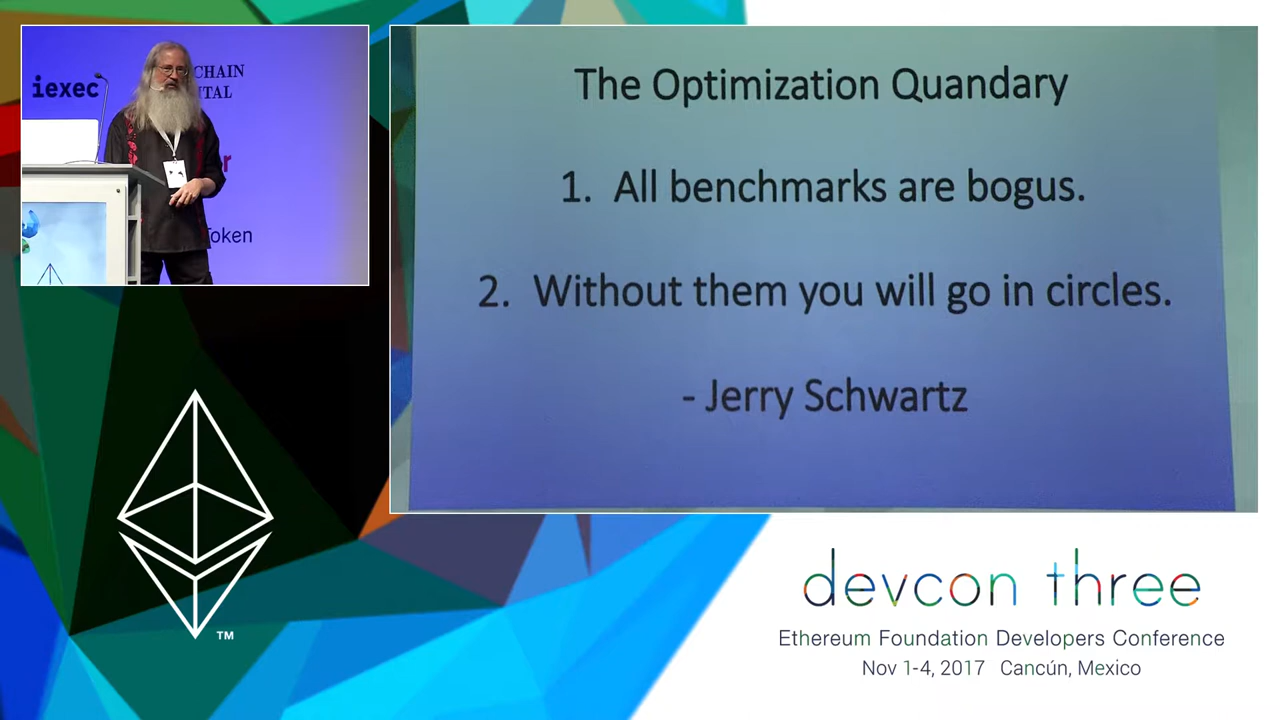 iexec
CHAIN
ITAL
r
Token
The Optimization Quandary
1. All benchmarks are bogus.
2. Without them you will go in circles.
- Jerry Schwartz
TM
devcon three
Ethereum Foundation Developers Conference
Nov 1-4, 2017 Cancún, Mexico